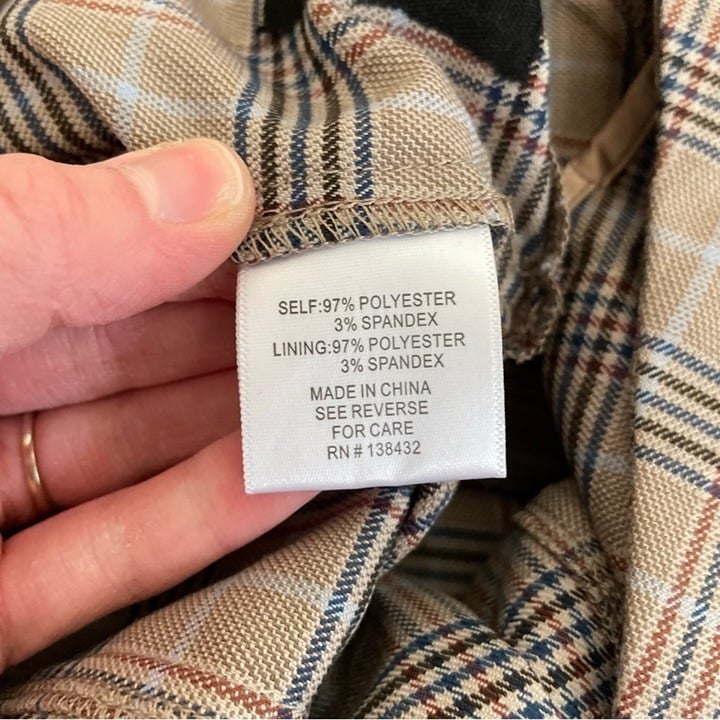 SELF:97% POLYESTER
3% SPANDEX
LINING:97% POLYESTER
3% SPANDEX
MADE IN CHINA
SEE REVERSE
FOR CARE
RN # 138432